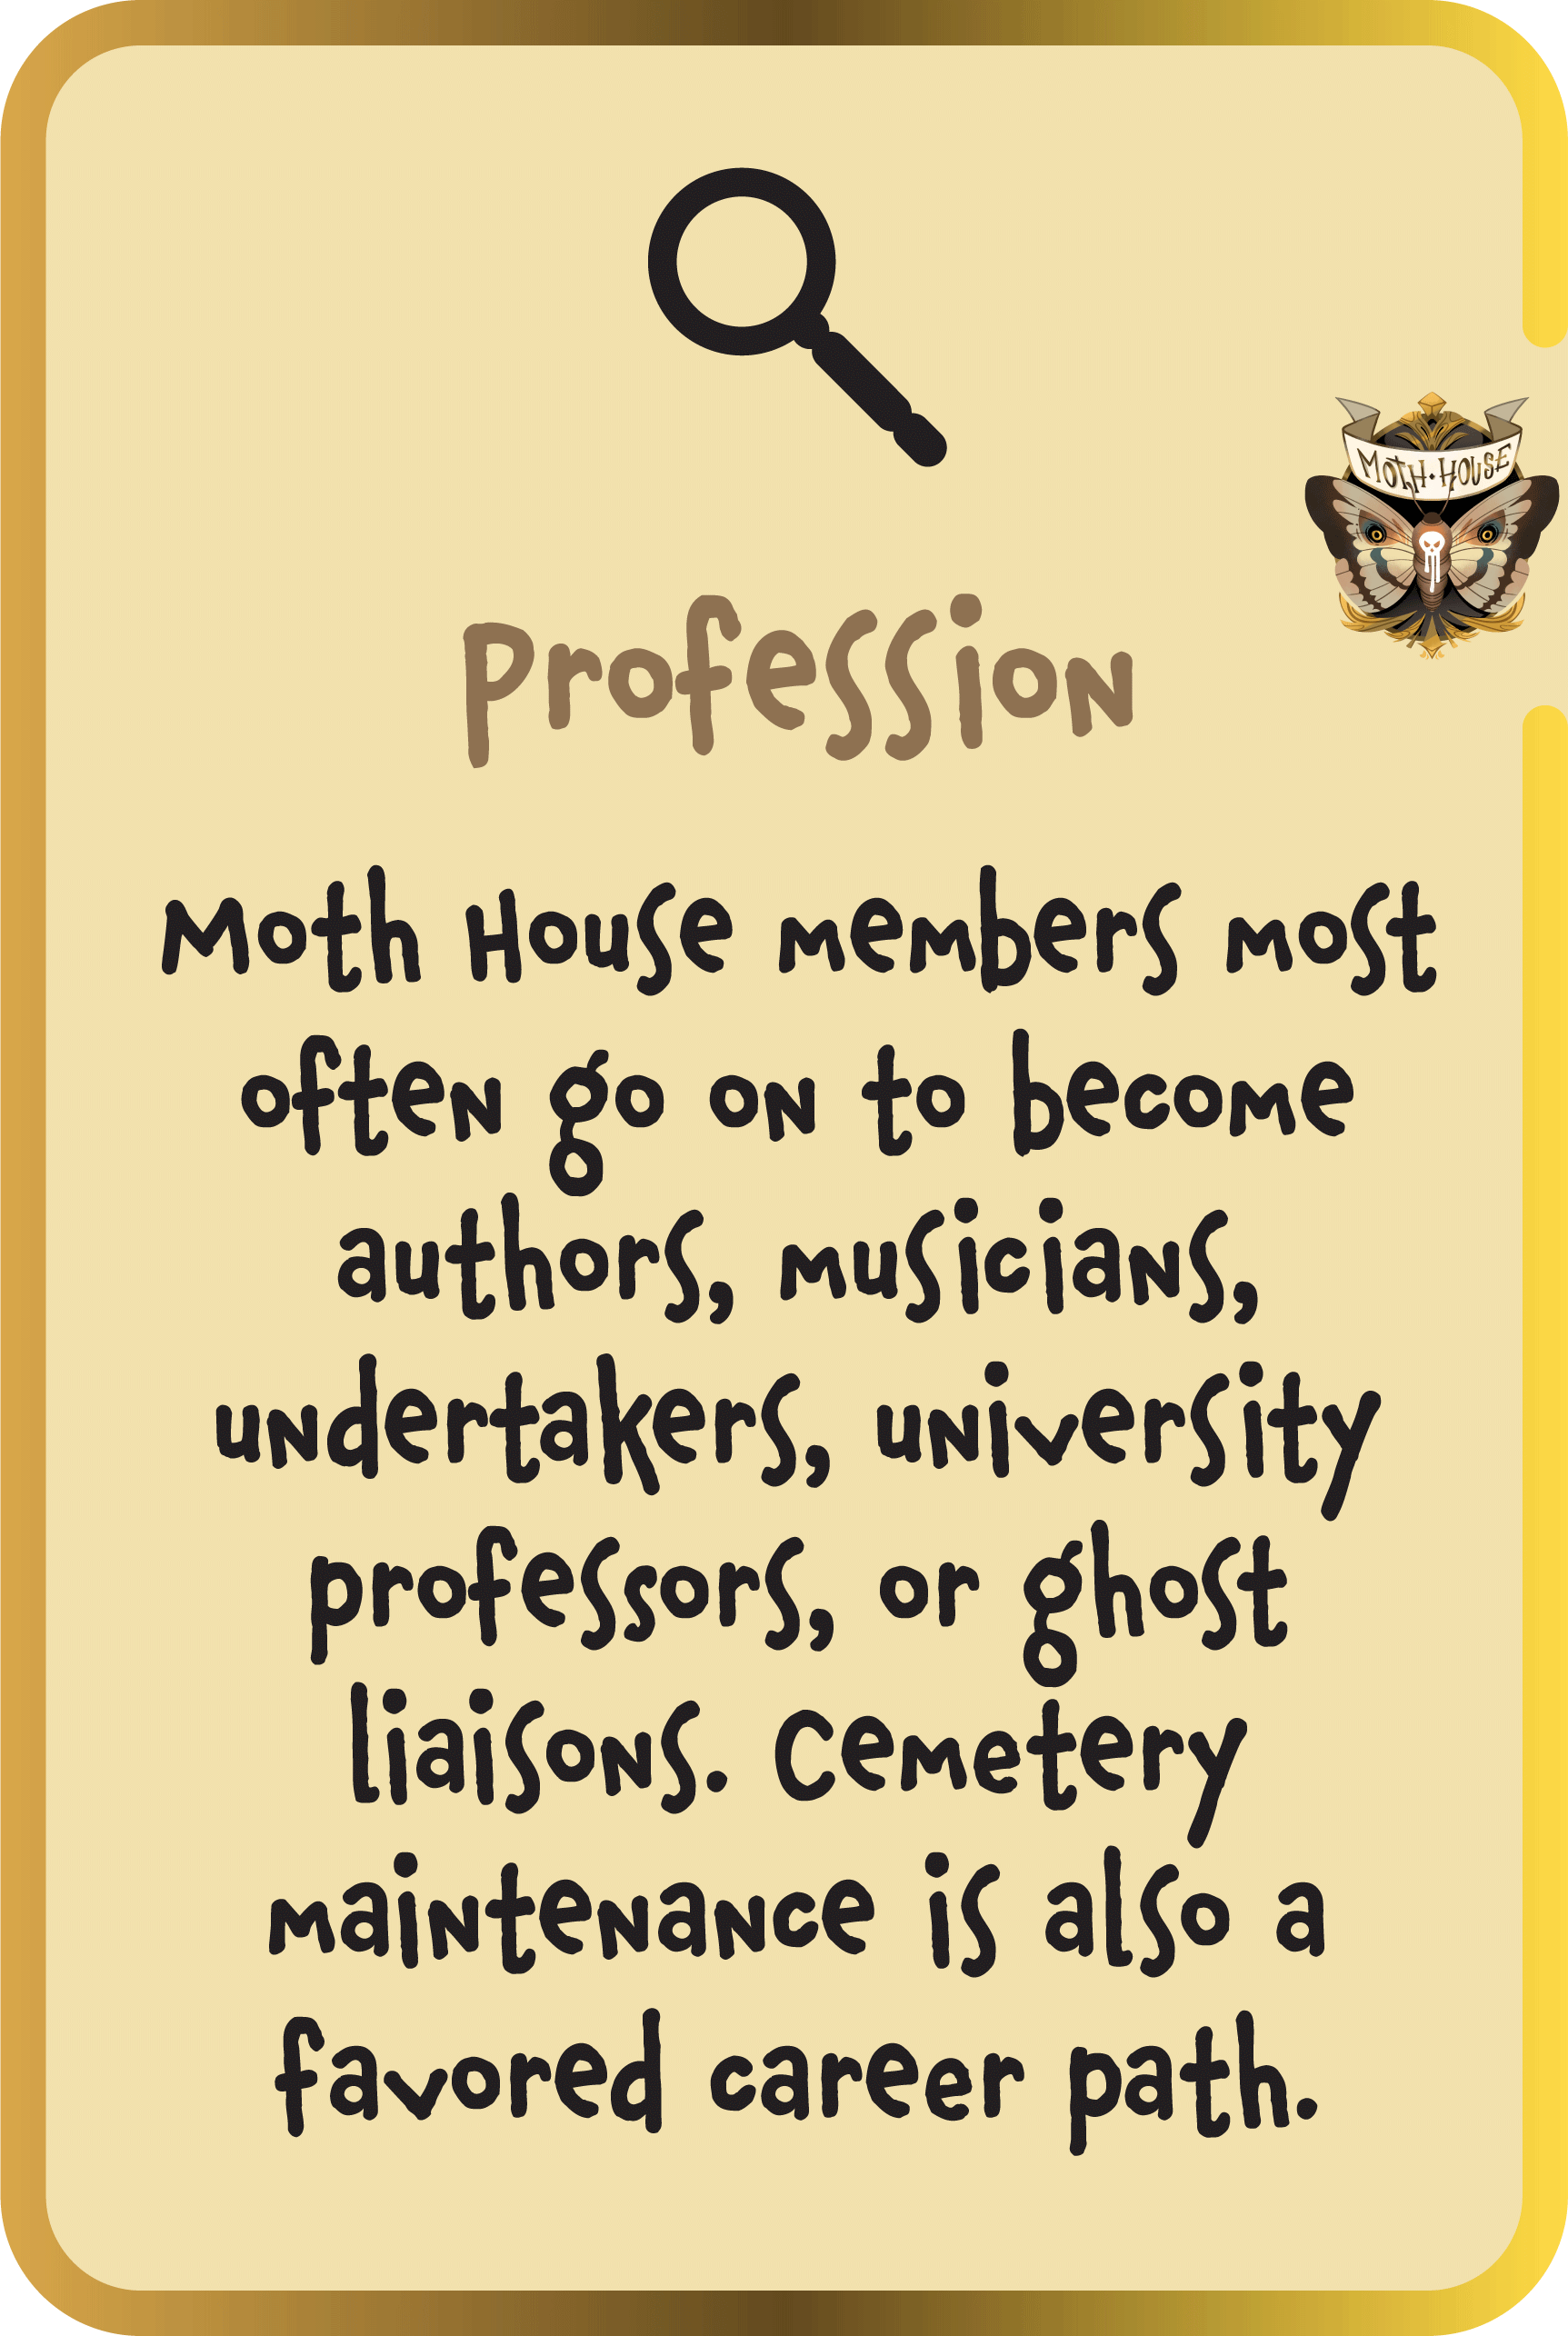 MOTH · HOUSE
Profession
Moth House members most
often go on to become
authors, musicians,
undertakers, university
professors, or ghost
liaisons. Cemetery
maintenance is also a
favored career path.